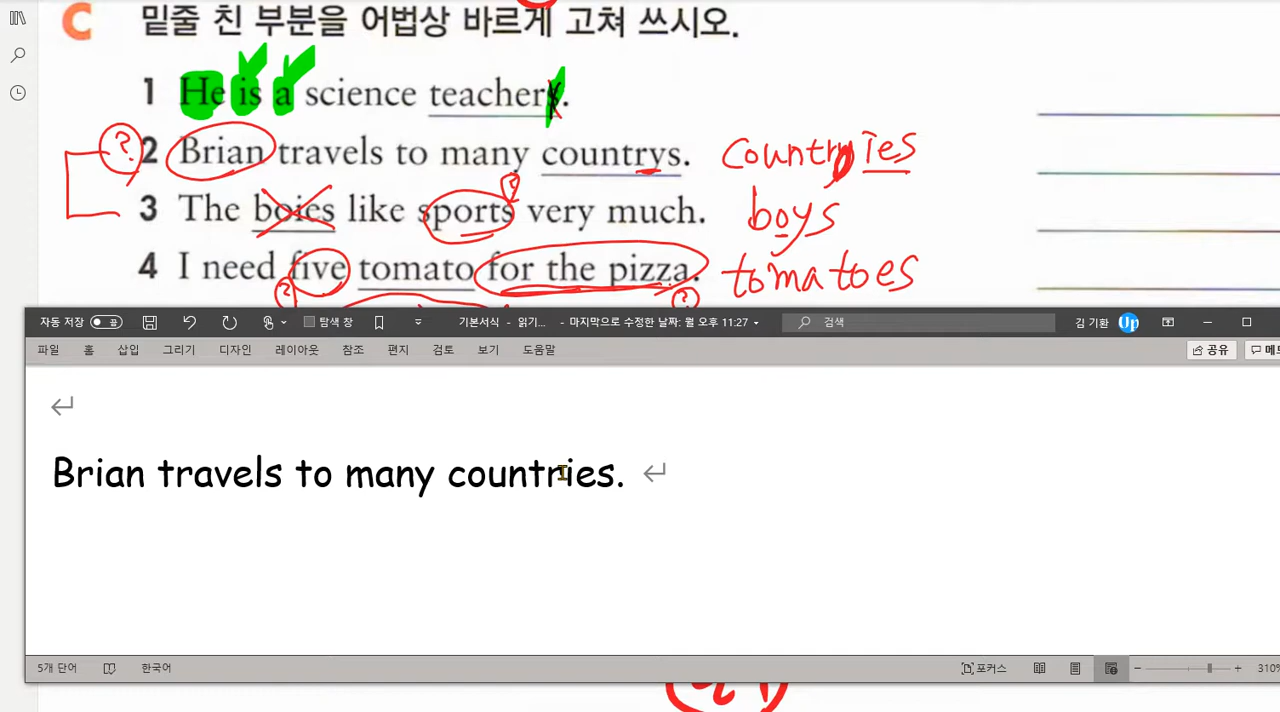 C 밑줄 친 부분을 어법상 바르게 고쳐 쓰시오.
1 He is a science teachers.
2 Brian travels to many countrys. countries
3 The boies like sports very much. boys
4 I need five tomato for the pizza. tomatoes
자동 저장 끔 탐색 창 기본서식 - 읽기... - 마지막으로 수정한 날짜: 월 오후 11:27 검색 김 기환 Up
파일 홈 삽입 그리기 디자인 레이아웃 참조 편지 검토 보기 도움말 공유 메모
Brian travels to many countries.
5개 단어 한국어 포커스 310%